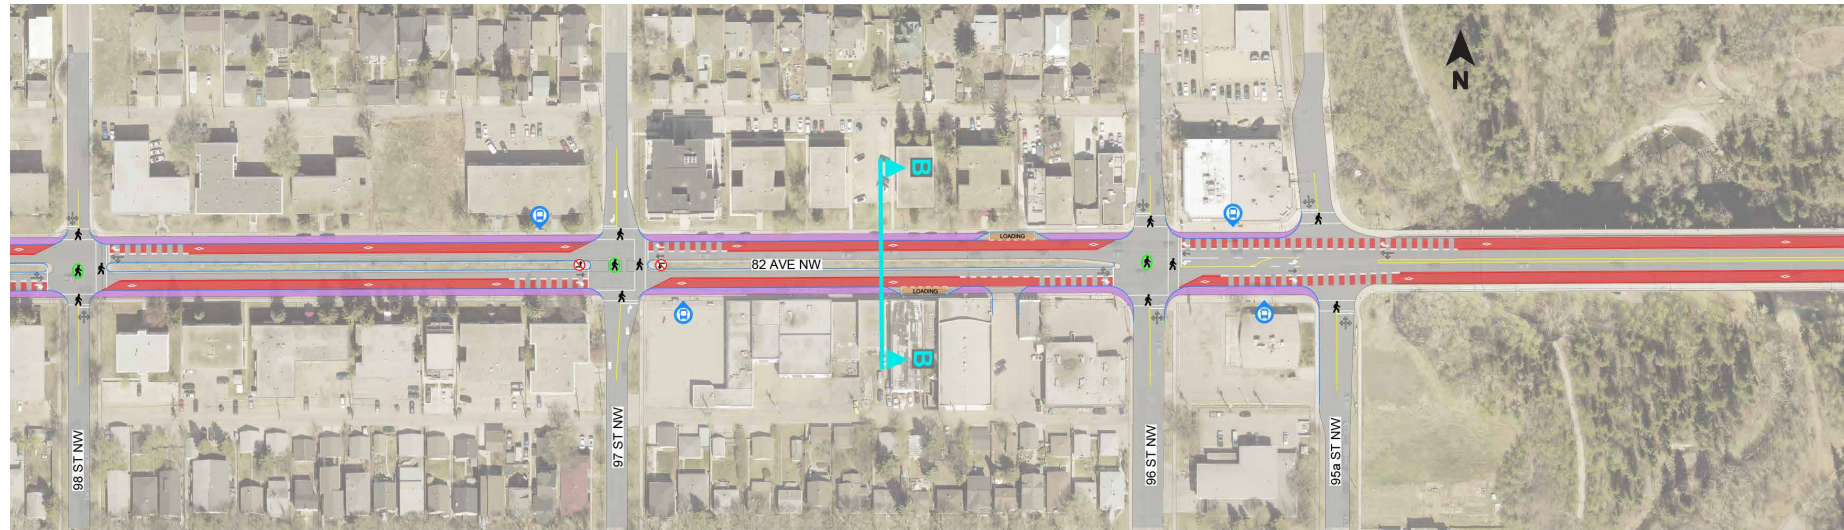 N
B
LOADING
82 AVE NW
LOADING
B
98 ST NW
97 ST NW
96 ST NW
95a ST NW